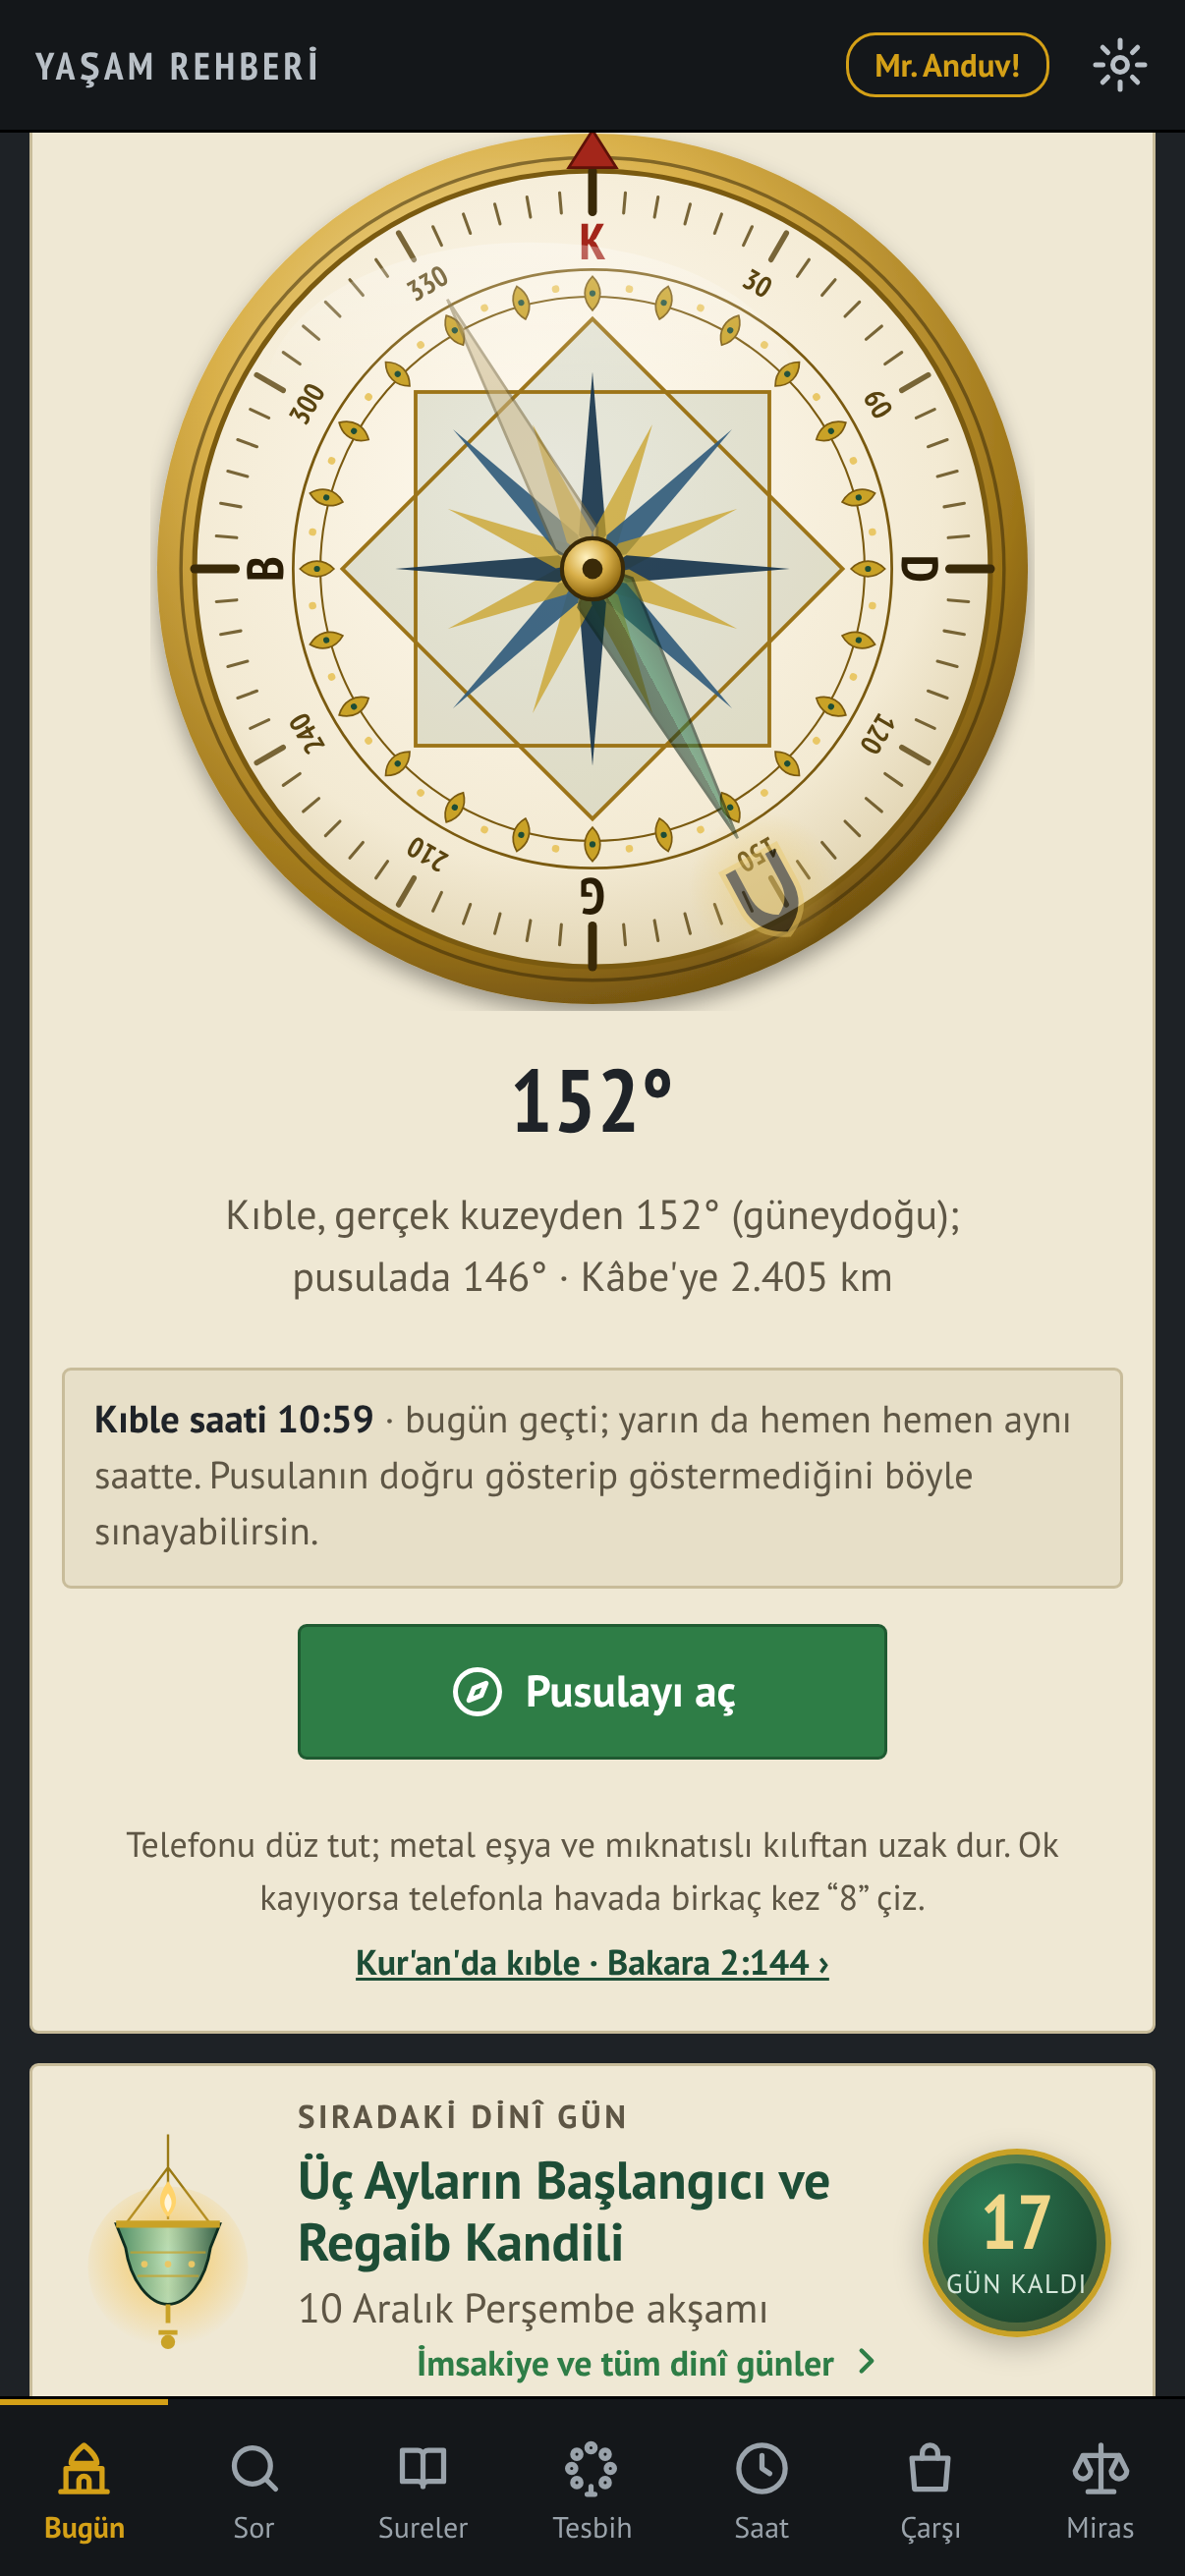 YAŞAM REHBERİ
Mr. Anduv!
K
30
60
D
120
150
G
210
240
B
300
330
152°
Kıble, gerçek kuzeyden 152° (güneydoğu);
pusulada 146° · Kâbe'ye 2.405 km
Kıble saati 10:59 · bugün geçti; yarın da hemen hemen aynı
saatte. Pusulanın doğru gösterip göstermediğini böyle
sınayabilirsin.
Pusulayı aç
Telefonu düz tut; metal eşya ve mıknatıslı kılıftan uzak dur. Ok
kayıyorsa telefonla havada birkaç kez “8” çiz.
Kur'an'da kıble · Bakara 2:144 ›
SIRADAKİ DİNÎ GÜN
Üç Ayların Başlangıcı ve
Regaib Kandili
10 Aralık Perşembe akşamı
17
GÜN KALDI
İmsakiye ve tüm dinî günler
Bugün
Sor
Sureler
Tesbih
Saat
Çarşı
Miras